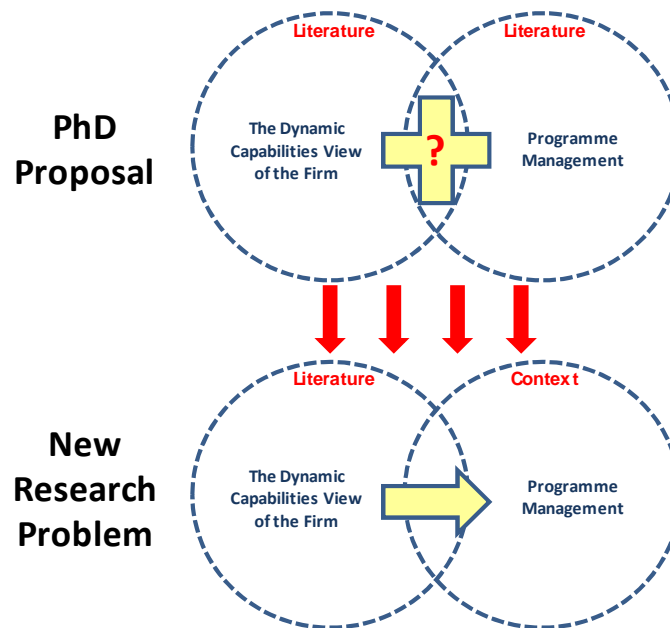 Literature
Literature
PhD
Proposal
The Dynamic
Capabilities View
of the Firm
?
Programme
Management
Literature
Context
New
Research
Problem
The Dynamic
Capabilities View
of the Firm
Programme
Management